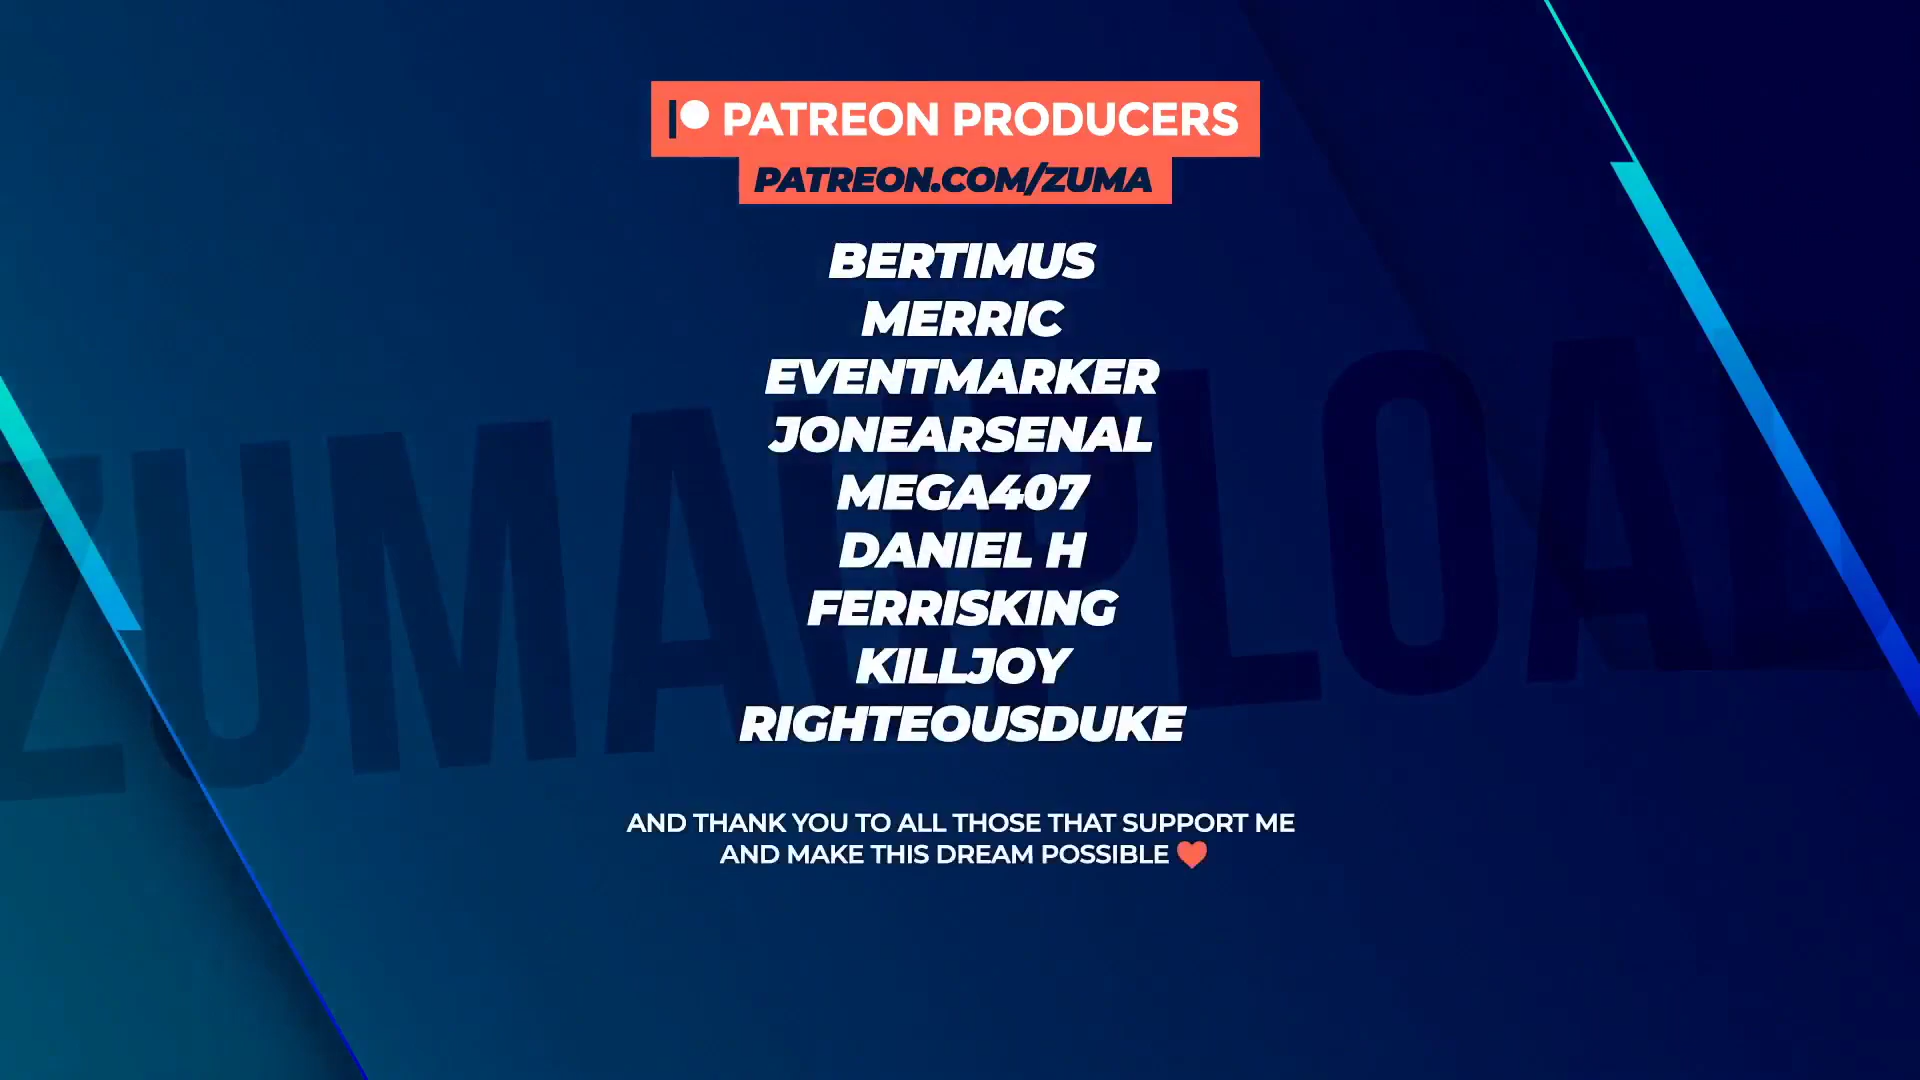 PATREON PRODUCERS
PATREON.COM/ZUMA
BERTIMUS
MERRIC
EVENTMARKER
JONEARSENAL
MEGA407
DANIEL H
FERRISKING
KILLJOY
RIGHTEOUSDUKE
ZUMAUPLOAD
AND THANK YOU TO ALL THOSE THAT SUPPORT ME
AND MAKE THIS DREAM POSSIBLE